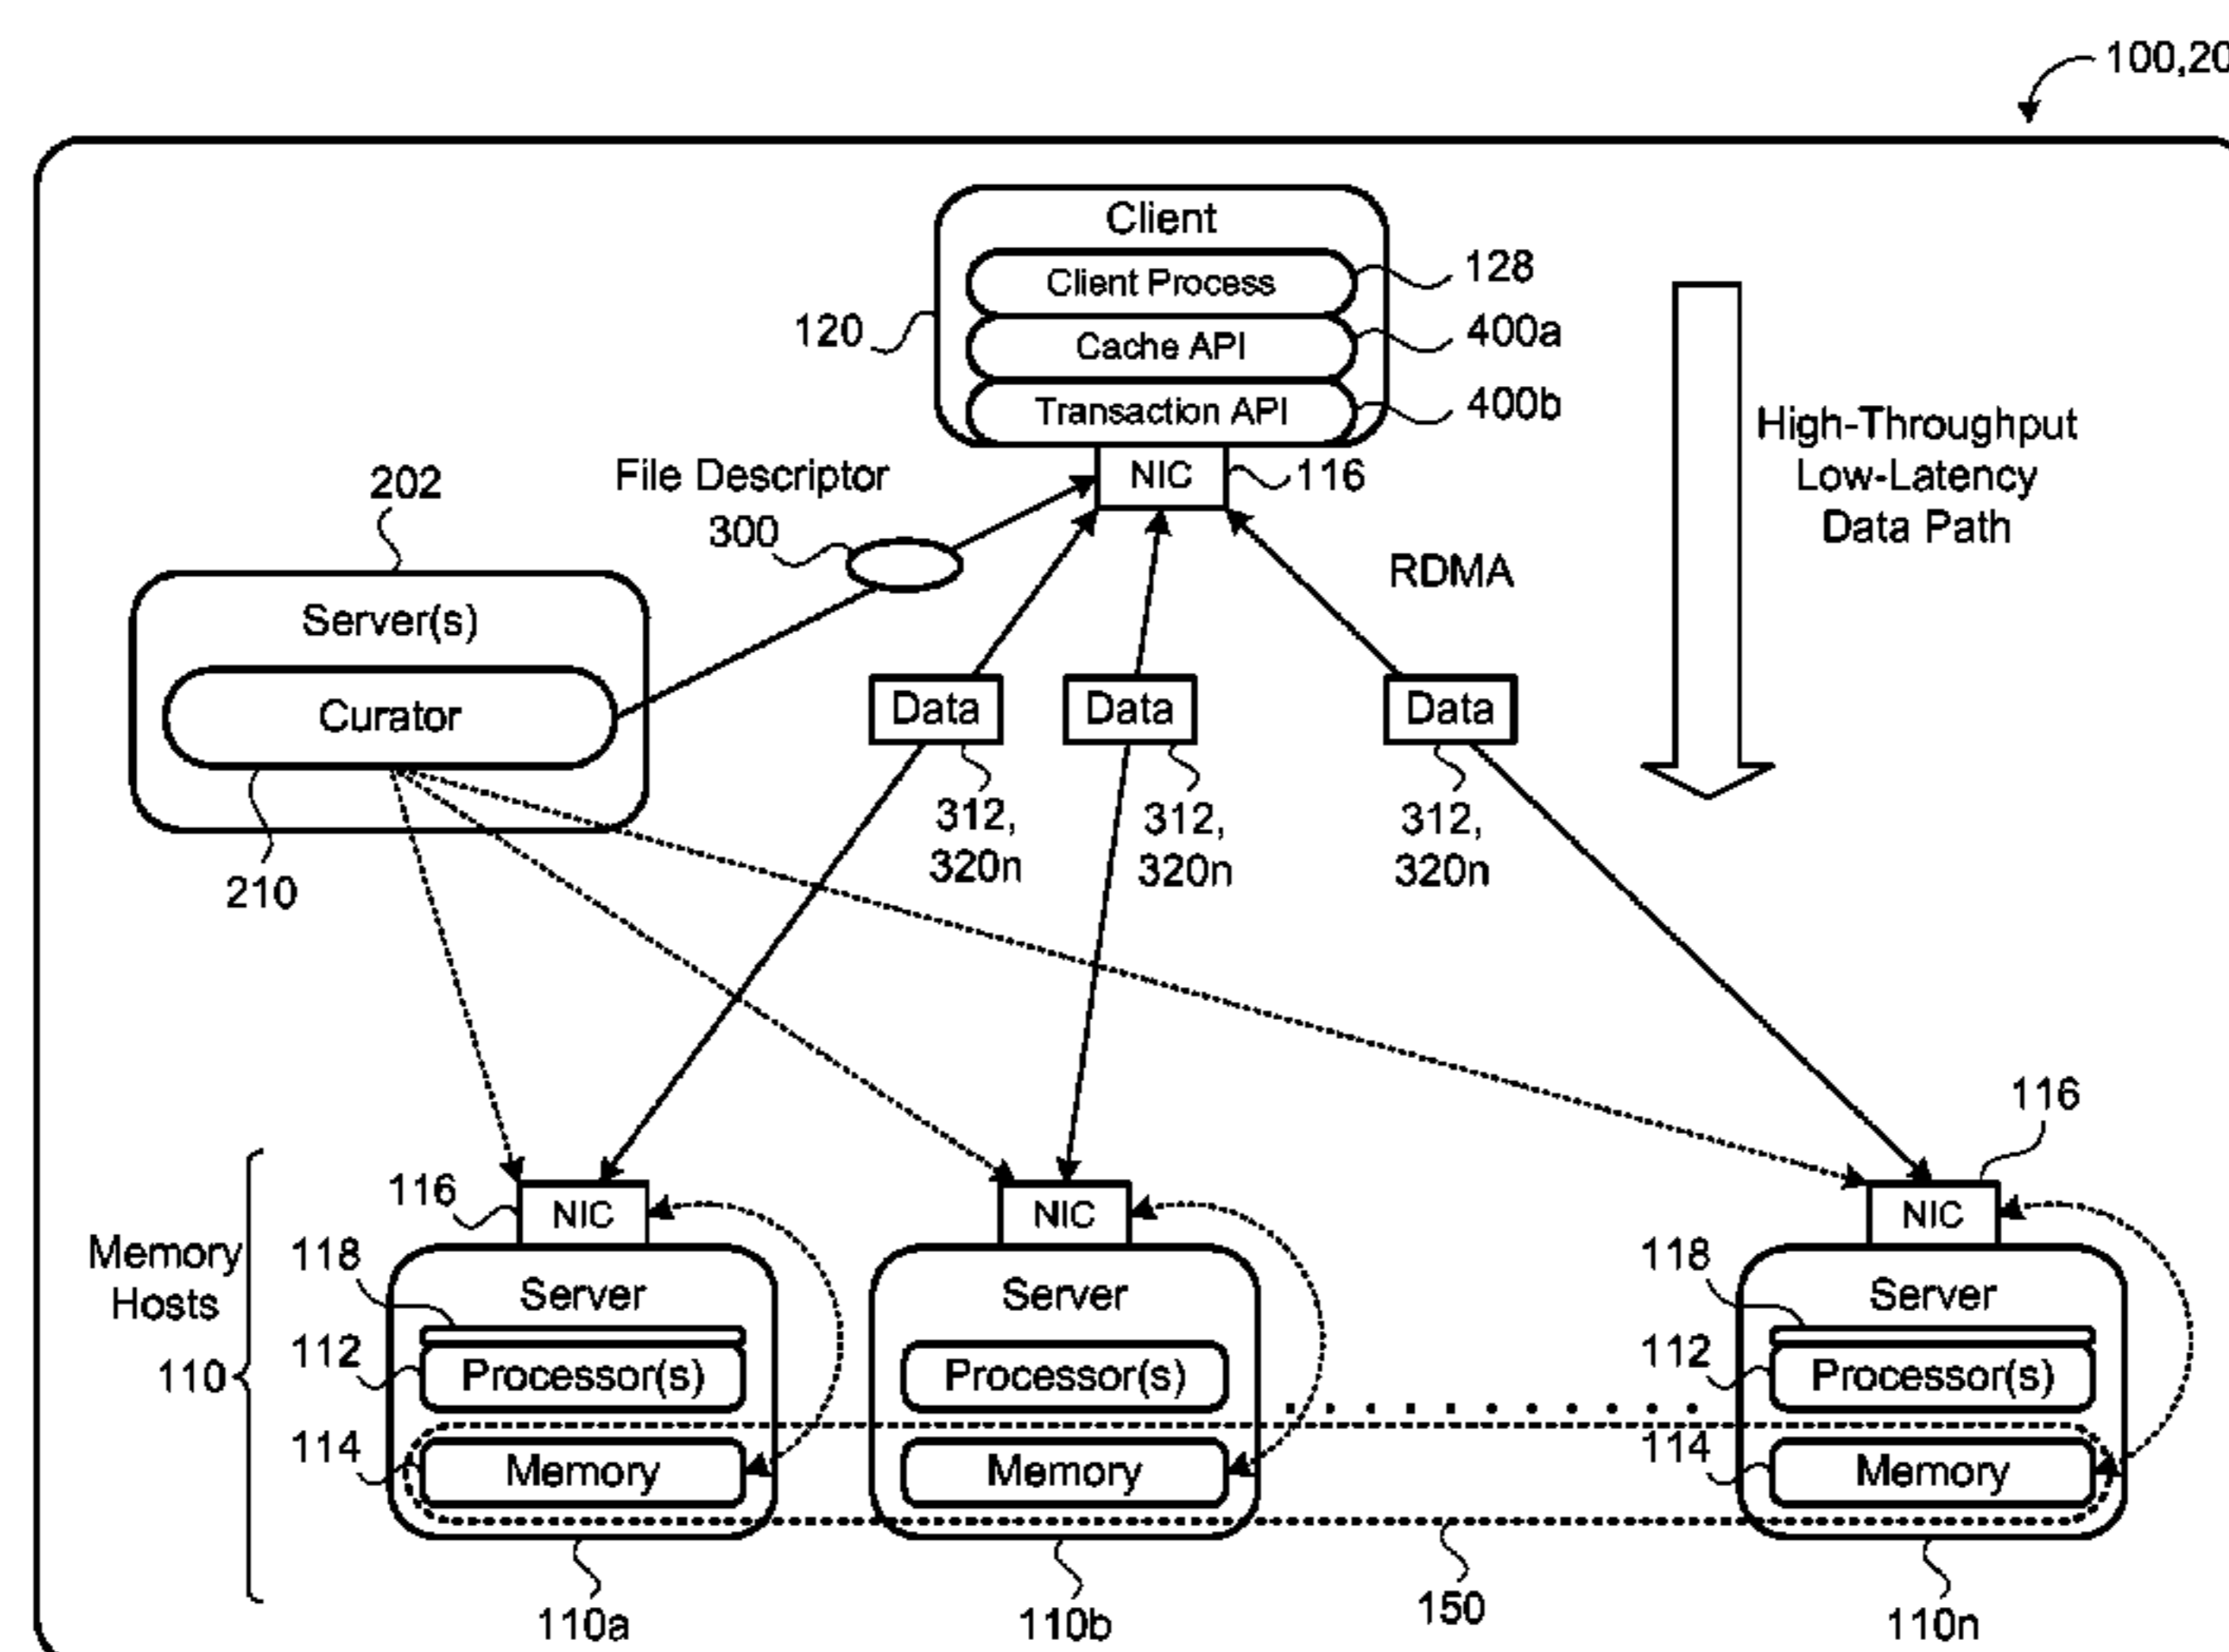 100,20
Client
Client Process
128
120
Cache API
400a
Transaction API
400b
NIC
116
File Descriptor
300
High-Throughput
Low-Latency
Data Path
202
RDMA
Server(s)
Curator
210
Data
Data
Data
312,
320n
312,
320n
312,
320n
Memory
Hosts
110
116
NIC
NIC
116
NIC
118
Server
Server
118
Server
112
Processor(s)
Processor(s)
112
Processor(s)
114
Memory
Memory
114
Memory
110a
110b
150
110n